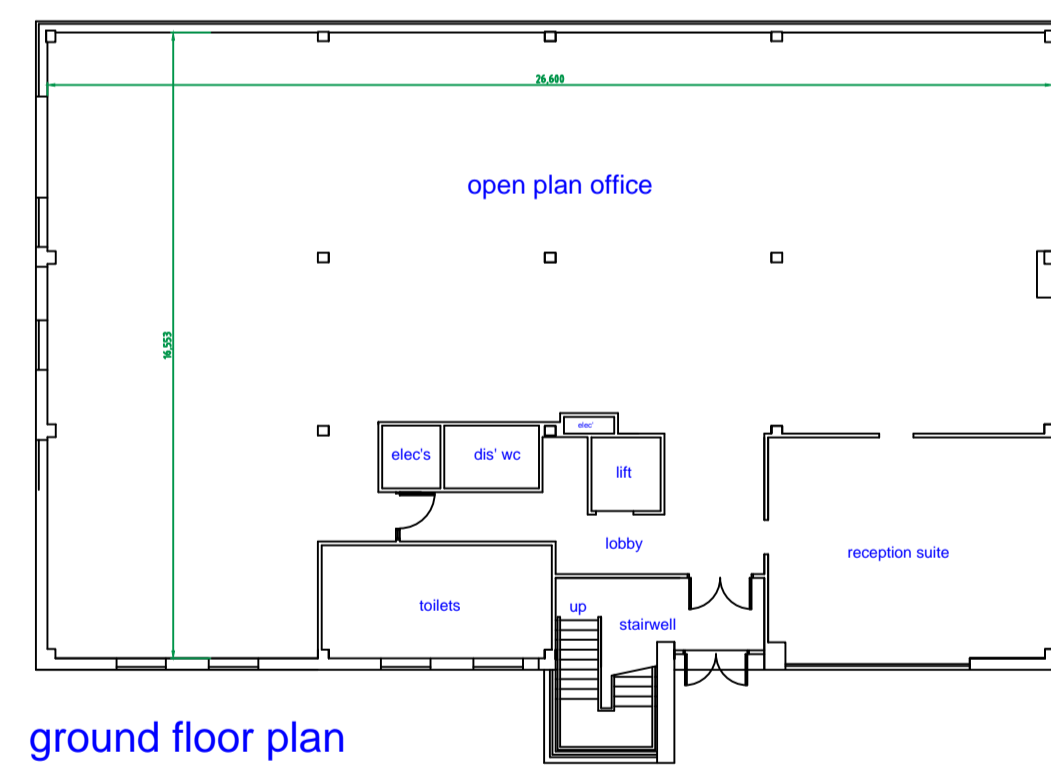 26,600
open plan office
16,553
elec'
elec's
dis' wc
lift
lobby
reception suite
toilets
up
stairwell
ground floor plan